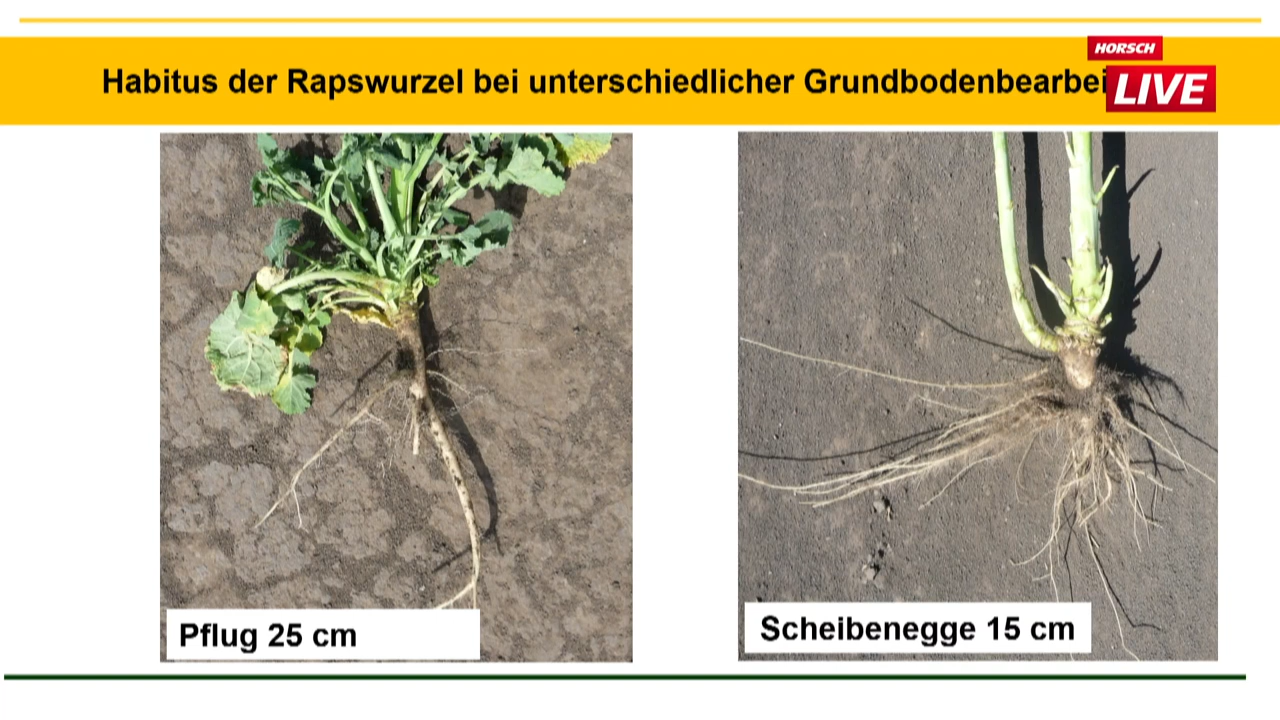 HORSCH
LIVE
Habitus der Rapswurzel bei unterschiedlicher Grundbodenbearbei
Pflug 25 cm
Scheibenegge 15 cm